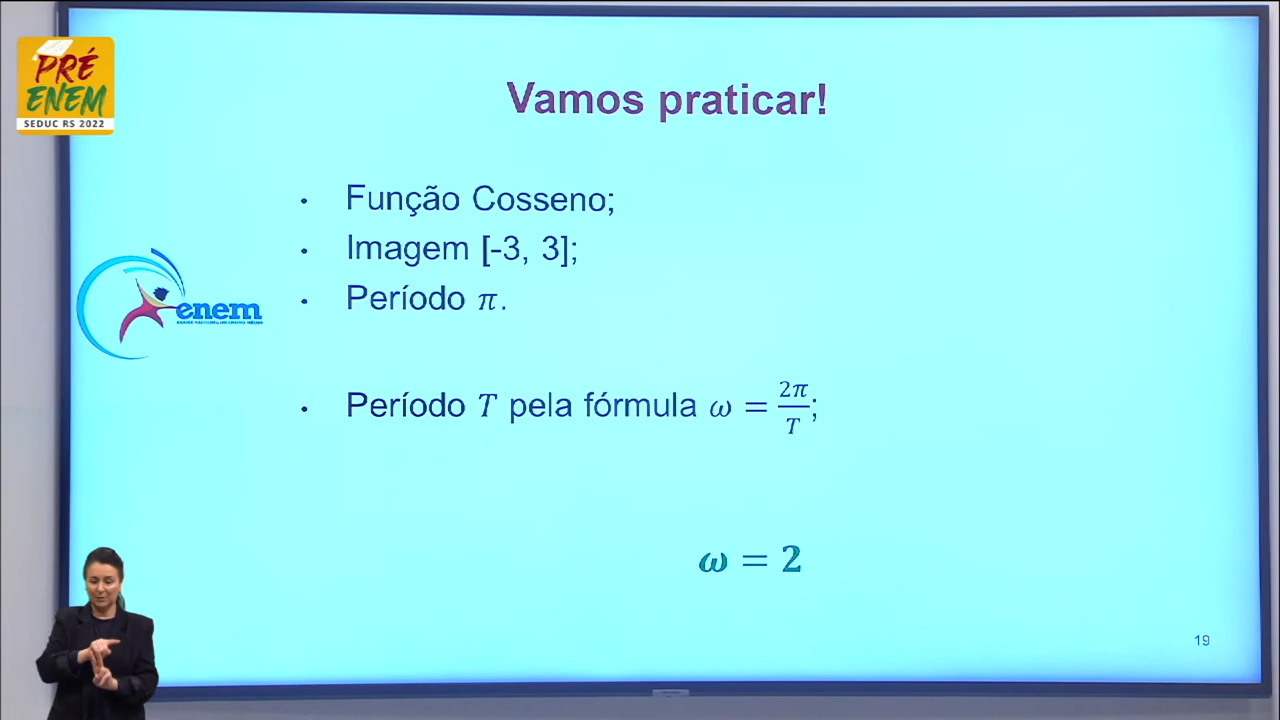 PRÉ
ENEM
SEDUC RS 2022
Vamos praticar!
• Função Cosseno;
• Imagem [-3, 3];
• Período π.
enem
• Período T pela fórmula ω = 2π/T;
ω = 2
19